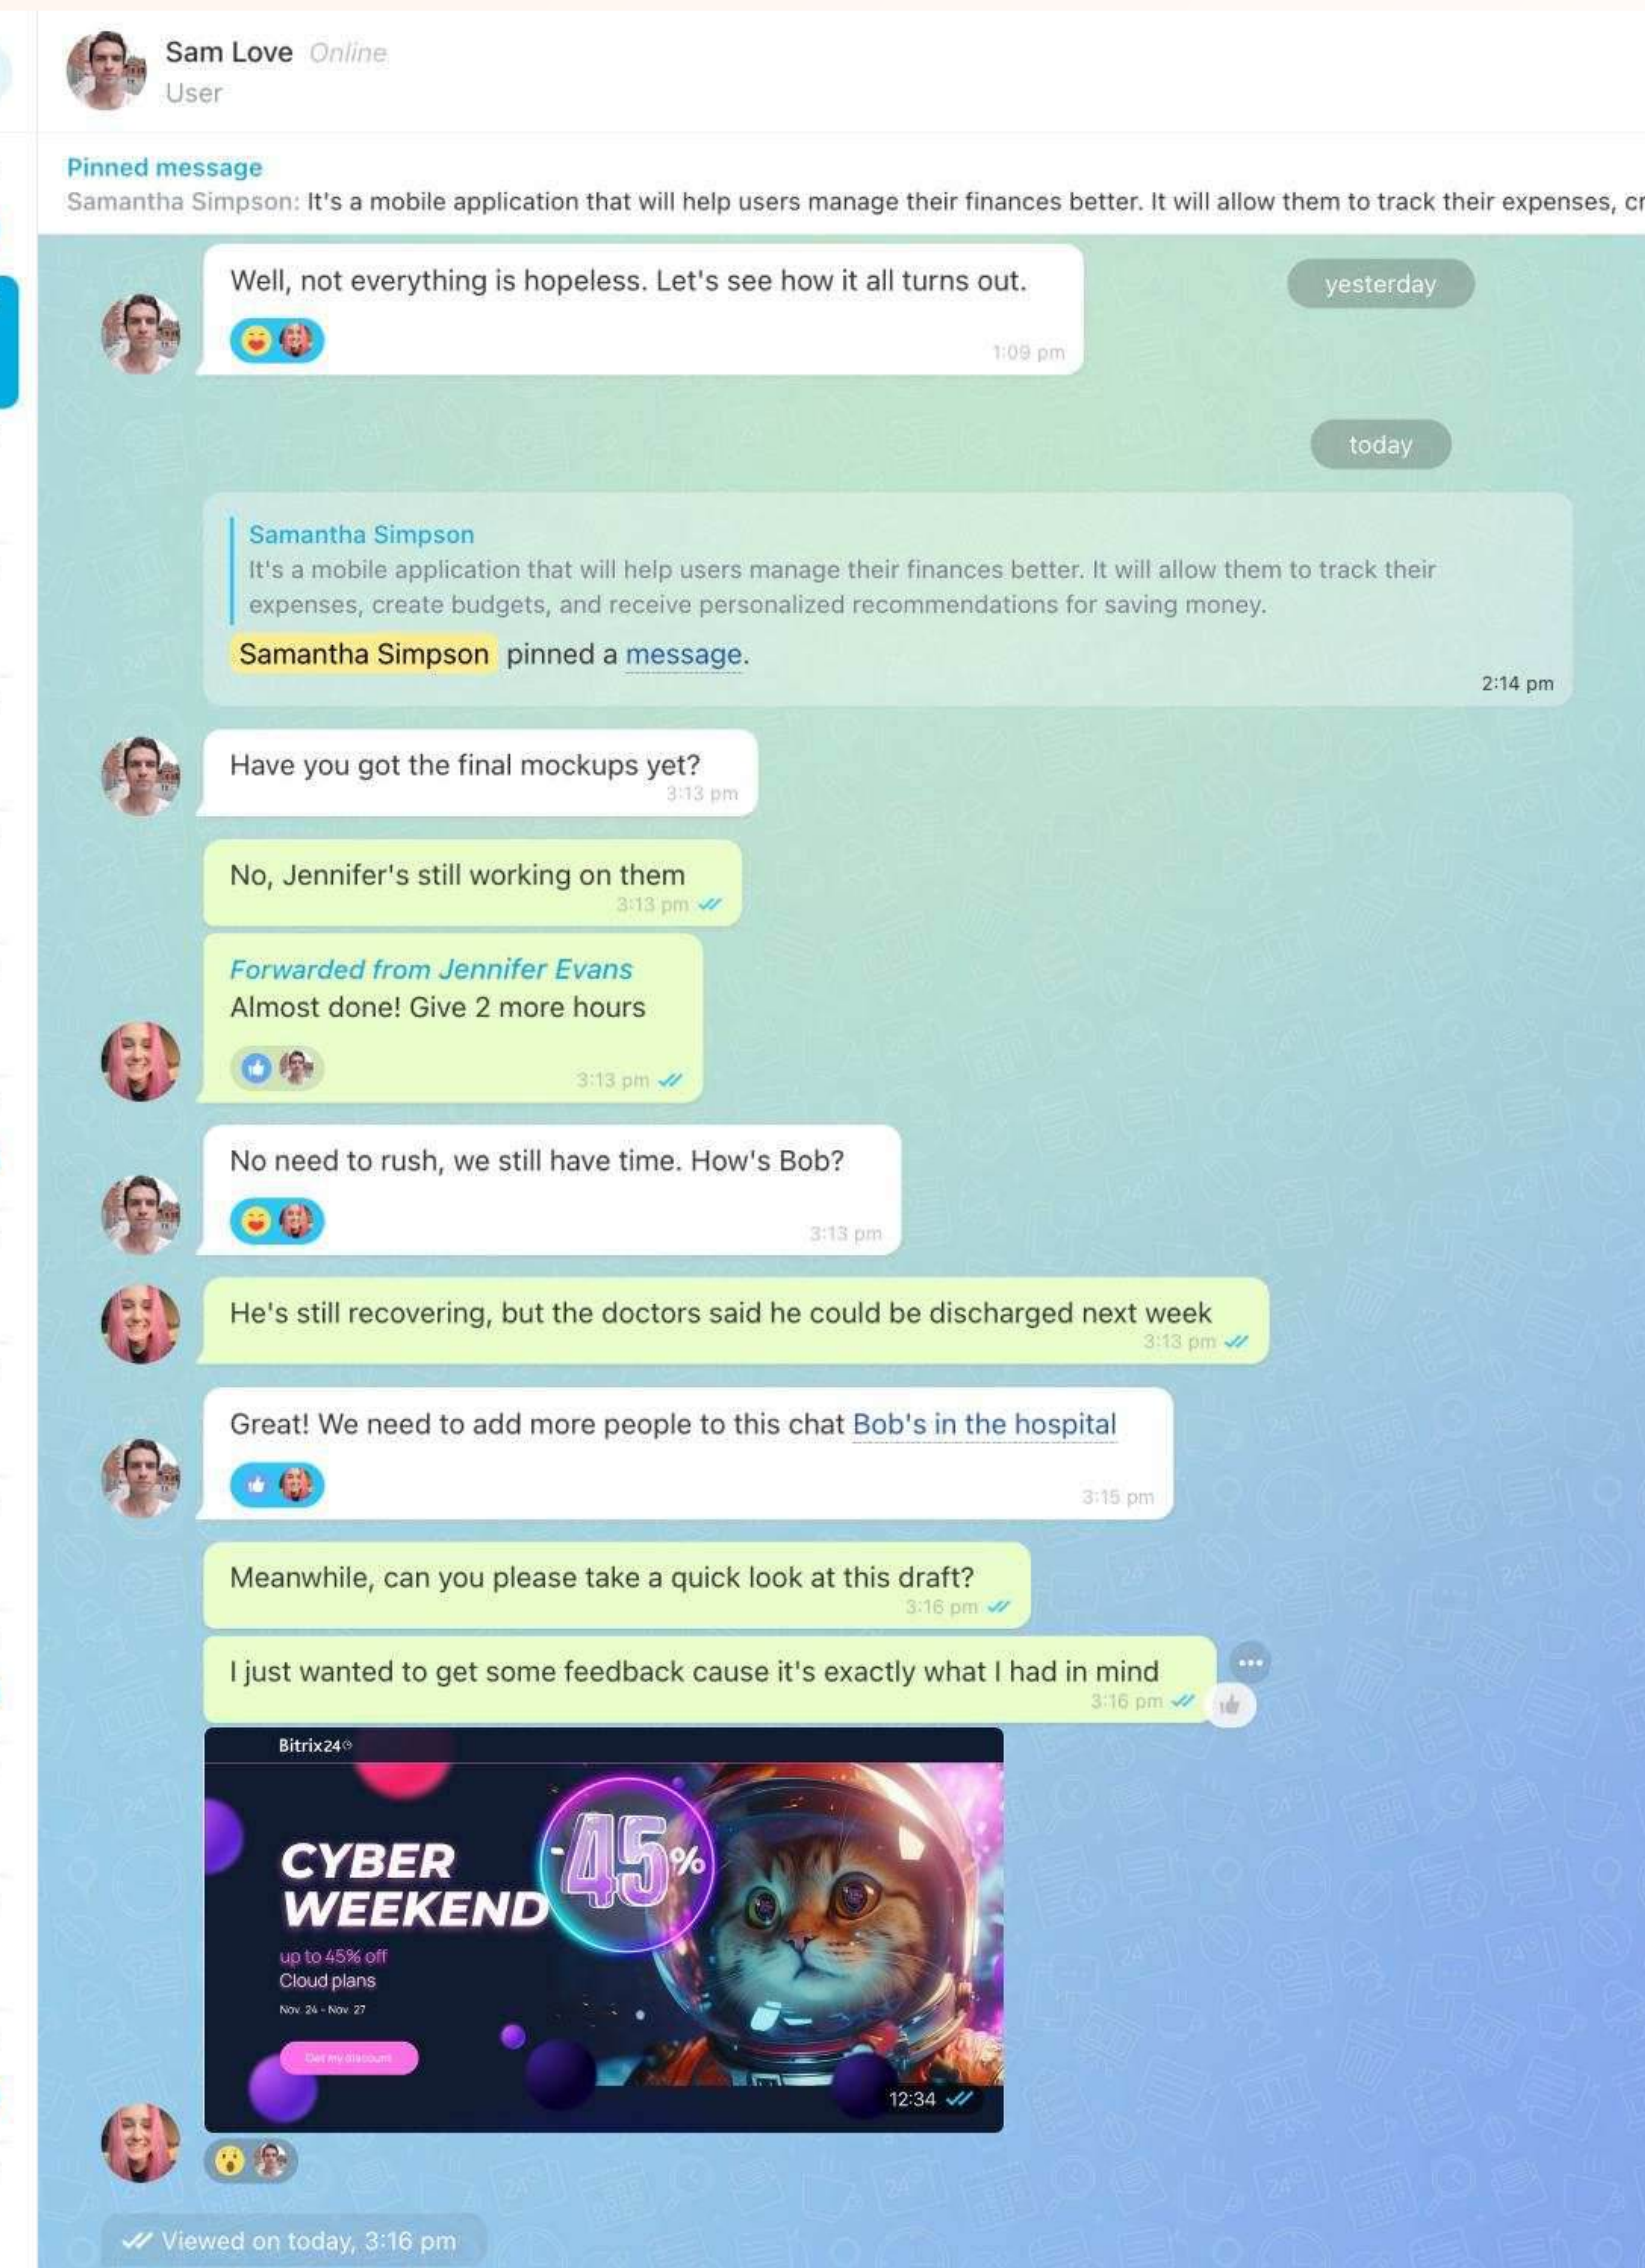 Sam Love Online
User
Pinned message
Samantha Simpson: It's a mobile application that will help users manage their finances better. It will allow them to track their expenses, cr
Well, not everything is hopeless. Let's see how it all turns out.
1:09 pm
yesterday
today
Samantha Simpson
It's a mobile application that will help users manage their finances better. It will allow them to track their
expenses, create budgets, and receive personalized recommendations for saving money.
Samantha Simpson pinned a message.
2:14 pm
Have you got the final mockups yet?
3:13 pm
No, Jennifer's still working on them
3:13 pm
Forwarded from Jennifer Evans
Almost done! Give 2 more hours
3:13 pm
No need to rush, we still have time. How's Bob?
3:13 pm
He's still recovering, but the doctors said he could be discharged next week
3:13 pm
Great! We need to add more people to this chat Bob's in the hospital
3:15 pm
Meanwhile, can you please take a quick look at this draft?
3:16 pm
I just wanted to get some feedback cause it's exactly what I had in mind
3:16 pm
Bitrix24
CYBER
WEEKEND
-45%
up to 45% off
Cloud plans
Nov. 24 - Nov. 27
Get my discount
12:34
Viewed on today, 3:16 pm